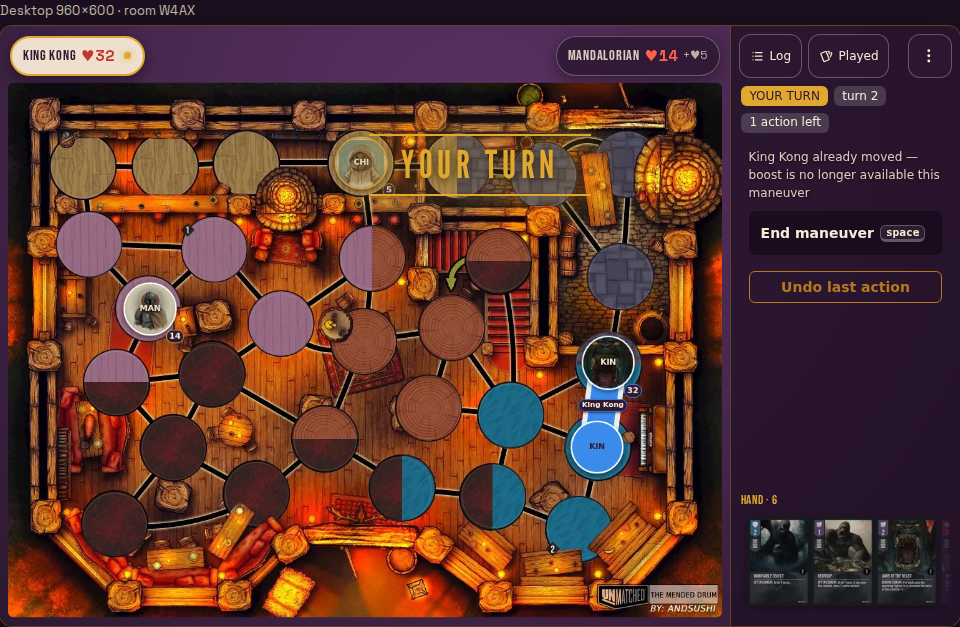 Desktop 960×600 · room W4AX
KING KONG ♥32
MANDALORIAN ♥14 +♥5
Log
Played
YOUR TURN
turn 2
1 action left
King Kong already moved —
boost is no longer available this
maneuver
End maneuver space
Undo last action
CHI
5
YOUR TURN
1
MAN
14
KIN
32
King Kong
KIN
2
HAND · 6
UNMATCHED
THE MENDED DRUM
BY: ANDSUSHI